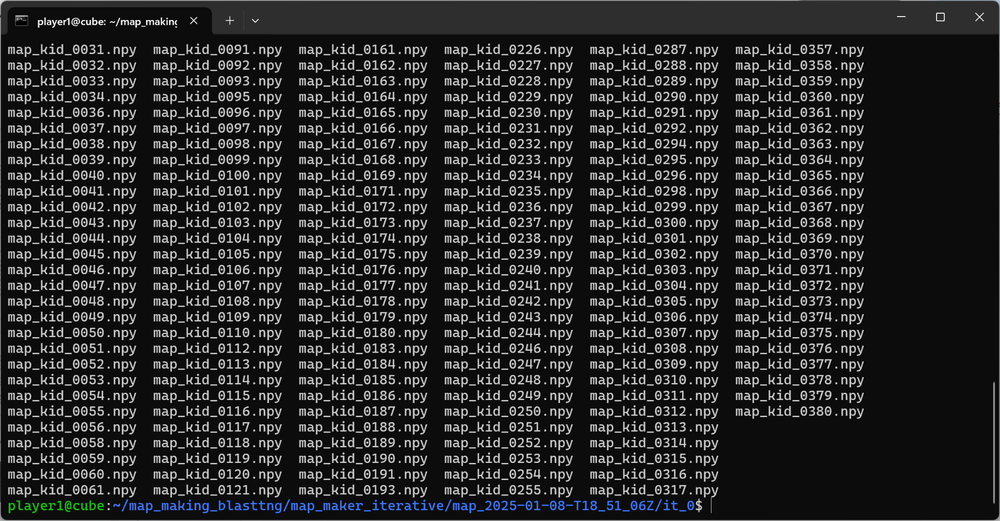 player1@cube: ~/map_making
map_kid_0031.npy map_kid_0091.npy map_kid_0161.npy map_kid_0226.npy map_kid_0287.npy map_kid_0357.npy
map_kid_0032.npy map_kid_0092.npy map_kid_0162.npy map_kid_0227.npy map_kid_0288.npy map_kid_0358.npy
map_kid_0033.npy map_kid_0093.npy map_kid_0163.npy map_kid_0228.npy map_kid_0289.npy map_kid_0359.npy
map_kid_0034.npy map_kid_0095.npy map_kid_0164.npy map_kid_0229.npy map_kid_0290.npy map_kid_0360.npy
map_kid_0036.npy map_kid_0096.npy map_kid_0165.npy map_kid_0230.npy map_kid_0291.npy map_kid_0361.npy
map_kid_0037.npy map_kid_0097.npy map_kid_0166.npy map_kid_0231.npy map_kid_0292.npy map_kid_0362.npy
map_kid_0038.npy map_kid_0098.npy map_kid_0167.npy map_kid_0232.npy map_kid_0294.npy map_kid_0363.npy
map_kid_0039.npy map_kid_0099.npy map_kid_0168.npy map_kid_0233.npy map_kid_0295.npy map_kid_0364.npy
map_kid_0040.npy map_kid_0100.npy map_kid_0169.npy map_kid_0234.npy map_kid_0296.npy map_kid_0365.npy
map_kid_0041.npy map_kid_0101.npy map_kid_0171.npy map_kid_0235.npy map_kid_0298.npy map_kid_0366.npy
map_kid_0042.npy map_kid_0102.npy map_kid_0172.npy map_kid_0236.npy map_kid_0299.npy map_kid_0367.npy
map_kid_0043.npy map_kid_0103.npy map_kid_0173.npy map_kid_0237.npy map_kid_0300.npy map_kid_0368.npy
map_kid_0044.npy map_kid_0104.npy map_kid_0174.npy map_kid_0238.npy map_kid_0301.npy map_kid_0369.npy
map_kid_0045.npy map_kid_0105.npy map_kid_0175.npy map_kid_0239.npy map_kid_0302.npy map_kid_0370.npy
map_kid_0046.npy map_kid_0106.npy map_kid_0176.npy map_kid_0240.npy map_kid_0303.npy map_kid_0371.npy
map_kid_0047.npy map_kid_0107.npy map_kid_0177.npy map_kid_0241.npy map_kid_0304.npy map_kid_0372.npy
map_kid_0048.npy map_kid_0108.npy map_kid_0178.npy map_kid_0242.npy map_kid_0305.npy map_kid_0373.npy
map_kid_0049.npy map_kid_0109.npy map_kid_0179.npy map_kid_0243.npy map_kid_0306.npy map_kid_0374.npy
map_kid_0050.npy map_kid_0110.npy map_kid_0180.npy map_kid_0244.npy map_kid_0307.npy map_kid_0375.npy
map_kid_0051.npy map_kid_0112.npy map_kid_0183.npy map_kid_0246.npy map_kid_0308.npy map_kid_0376.npy
map_kid_0052.npy map_kid_0113.npy map_kid_0184.npy map_kid_0247.npy map_kid_0309.npy map_kid_0377.npy
map_kid_0053.npy map_kid_0114.npy map_kid_0185.npy map_kid_0248.npy map_kid_0310.npy map_kid_0378.npy
map_kid_0054.npy map_kid_0115.npy map_kid_0186.npy map_kid_0249.npy map_kid_0311.npy map_kid_0379.npy
map_kid_0055.npy map_kid_0116.npy map_kid_0187.npy map_kid_0250.npy map_kid_0312.npy map_kid_0380.npy
map_kid_0056.npy map_kid_0117.npy map_kid_0188.npy map_kid_0251.npy map_kid_0313.npy
map_kid_0058.npy map_kid_0118.npy map_kid_0189.npy map_kid_0252.npy map_kid_0314.npy
map_kid_0059.npy map_kid_0119.npy map_kid_0190.npy map_kid_0253.npy map_kid_0315.npy
map_kid_0060.npy map_kid_0120.npy map_kid_0191.npy map_kid_0254.npy map_kid_0316.npy
map_kid_0061.npy map_kid_0121.npy map_kid_0193.npy map_kid_0255.npy map_kid_0317.npy
player1@cube:~/map_making_blasttng/map_maker_iterative/map_2025-01-08-T18_51_06Z/it_0$